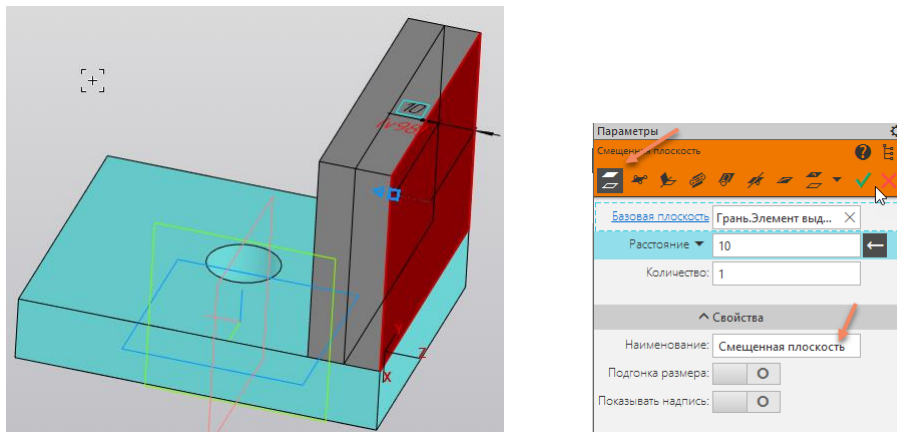 10
X
Z
Параметры
Смещенная плоскость
Базовая плоскость Грань.Элемент выд...
Расстояние 10
Количество: 1
Свойства
Наименование: Смещенная плоскость
Подгонка размера: O
Показывать надпись: O